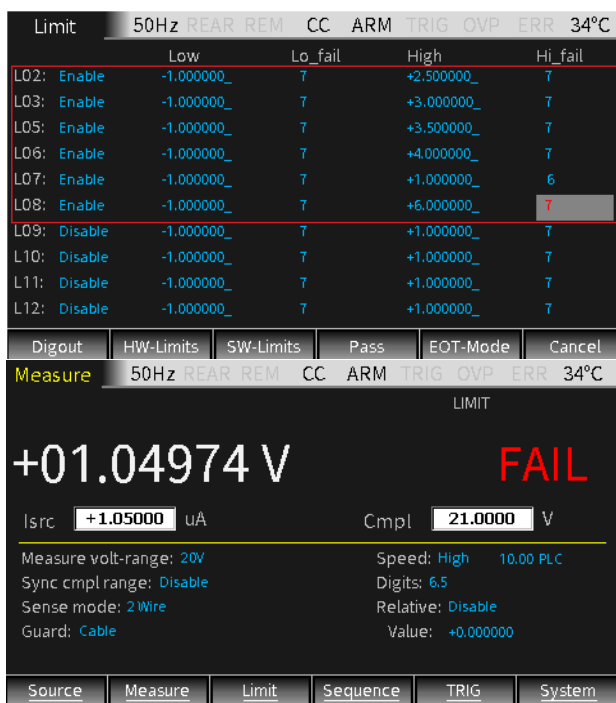 Limit 50Hz REAR REM CC ARM TRIG OVP ERR 34°C
Low Lo_fail High Hi_fail
L02: Enable -1.000000_ 7 +2.500000_ 7
L03: Enable -1.000000_ 7 +3.000000_ 7
L05: Enable -1.000000_ 7 +3.500000_ 7
L06: Enable -1.000000_ 7 +4.000000_ 7
L07: Enable -1.000000_ 7 +1.000000_ 6
L08: Enable -1.000000_ 7 +6.000000_ 7
L09: Disable -1.000000_ 7 +1.000000_ 7
L10: Disable -1.000000_ 7 +1.000000_ 7
L11: Disable -1.000000_ 7 +1.000000_ 7
L12: Disable -1.000000_ 7 +1.000000_ 7
Digout HW-Limits SW-Limits Pass EOT-Mode Cancel
Measure 50Hz REAR REM CC ARM TRIG OVP ERR 34°C
LIMIT
+01.04974 V FAIL
Isrc +1.05000 uA Cmpl 21.0000 V
Measure volt-range: 20V Speed: High 10.00 PLC
Sync cmpl range: Disable Digits: 6.5
Sense mode: 2 Wire Relative: Disable
Guard: Cable Value: +0.000000
Source Measure Limit Sequence TRIG System